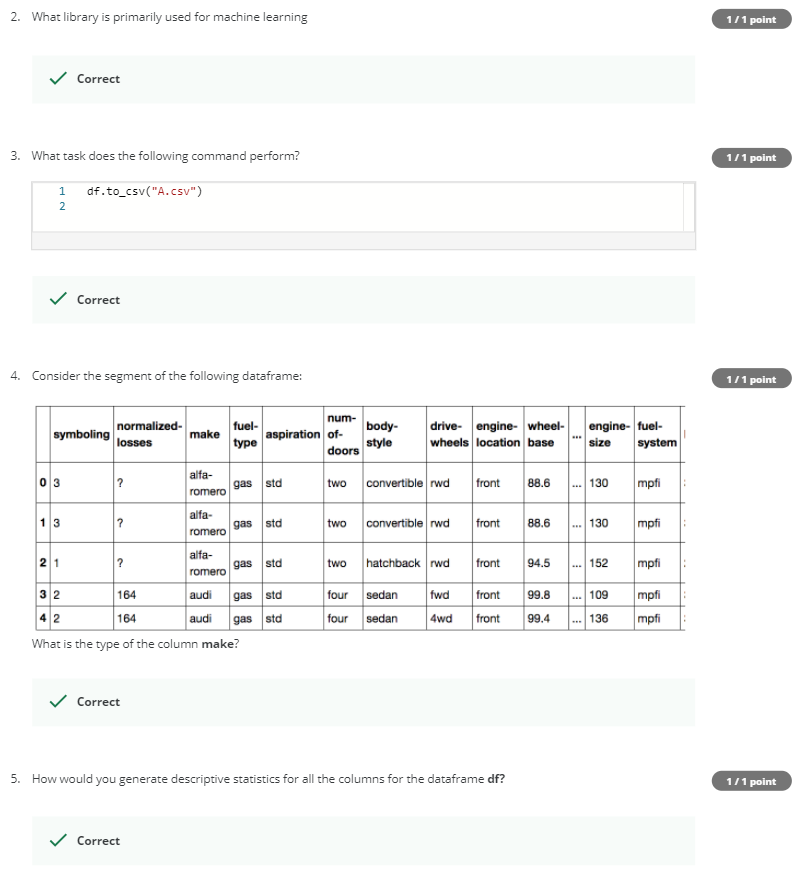 2. What library is primarily used for machine learning
1 / 1 point
Correct
3. What task does the following command perform?
1 / 1 point
1 df.to_csv("A.csv")
2
Correct
4. Consider the segment of the following dataframe:
1 / 1 point
symboling normalized-losses make fuel-type aspiration num-of-doors body-style drive-wheels engine-location wheel-base ... engine-size fuel-system
0 3 ? alfa-romero gas std two convertible rwd front 88.6 ... 130 mpfi
1 3 ? alfa-romero gas std two convertible rwd front 88.6 ... 130 mpfi
2 1 ? alfa-romero gas std two hatchback rwd front 94.5 ... 152 mpfi
3 2 164 audi gas std four sedan fwd front 99.8 ... 109 mpfi
4 2 164 audi gas std four sedan 4wd front 99.4 ... 136 mpfi
What is the type of the column make?
Correct
5. How would you generate descriptive statistics for all the columns for the dataframe df?
1 / 1 point
Correct